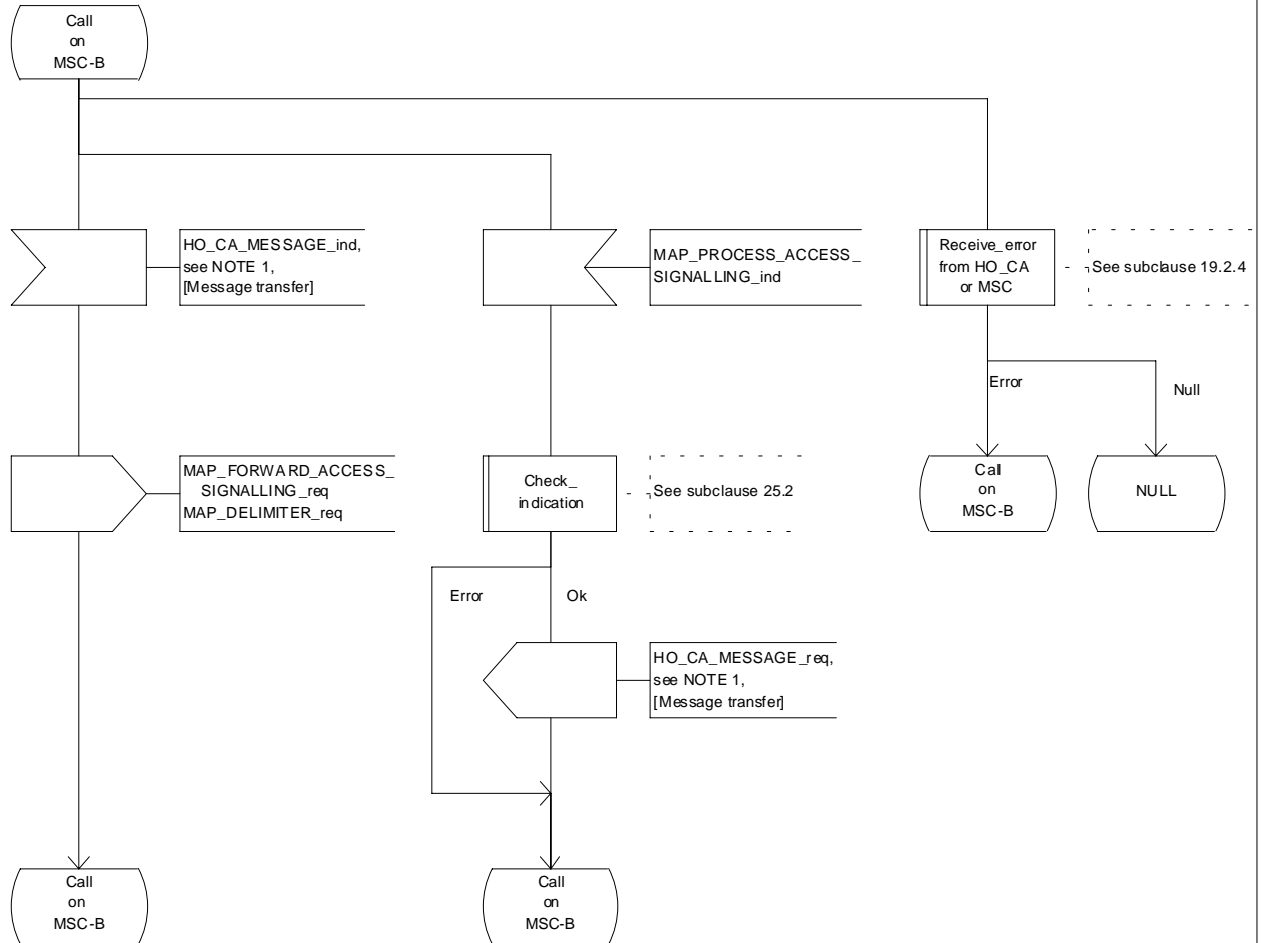 Call
on
MSC-B
HO_CA_MESSAGE_ind,
see NOTE 1,
[Message transfer]
MAP_PROCESS_ACCESS_
SIGNALLING_ind
Receive_error
from HO_CA
or MSC
See subclause 19.2.4
Error
Null
MAP_FORWARD_ACCESS_
SIGNALLING_req
MAP_DELIMITER_req
Check_
indication
See subclause 25.2
Call
on
MSC-B
NULL
Error
Ok
HO_CA_MESSAGE_req,
see NOTE 1,
[Message transfer]
Call
on
MSC-B
Call
on
MSC-B